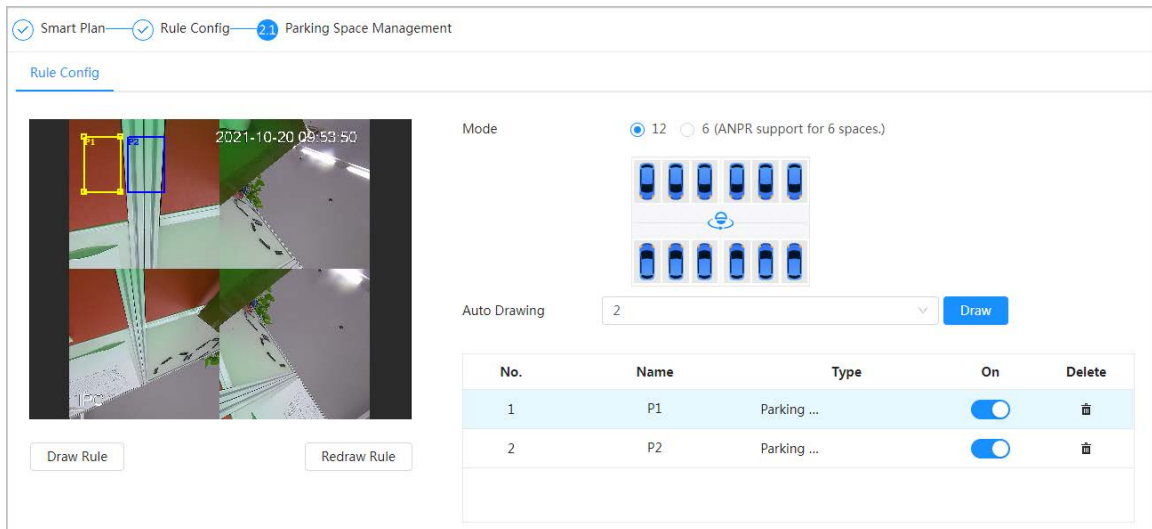 Smart Plan Rule Config 2.1 Parking Space Management
Rule Config
2021-10-20 09:53:50
P1 P2
IPC
Draw Rule Redraw Rule
Mode 12 6 (ANPR support for 6 spaces.)
Auto Drawing 2 Draw
No. Name Type On Delete
1 P1 Parking ...
2 P2 Parking ...